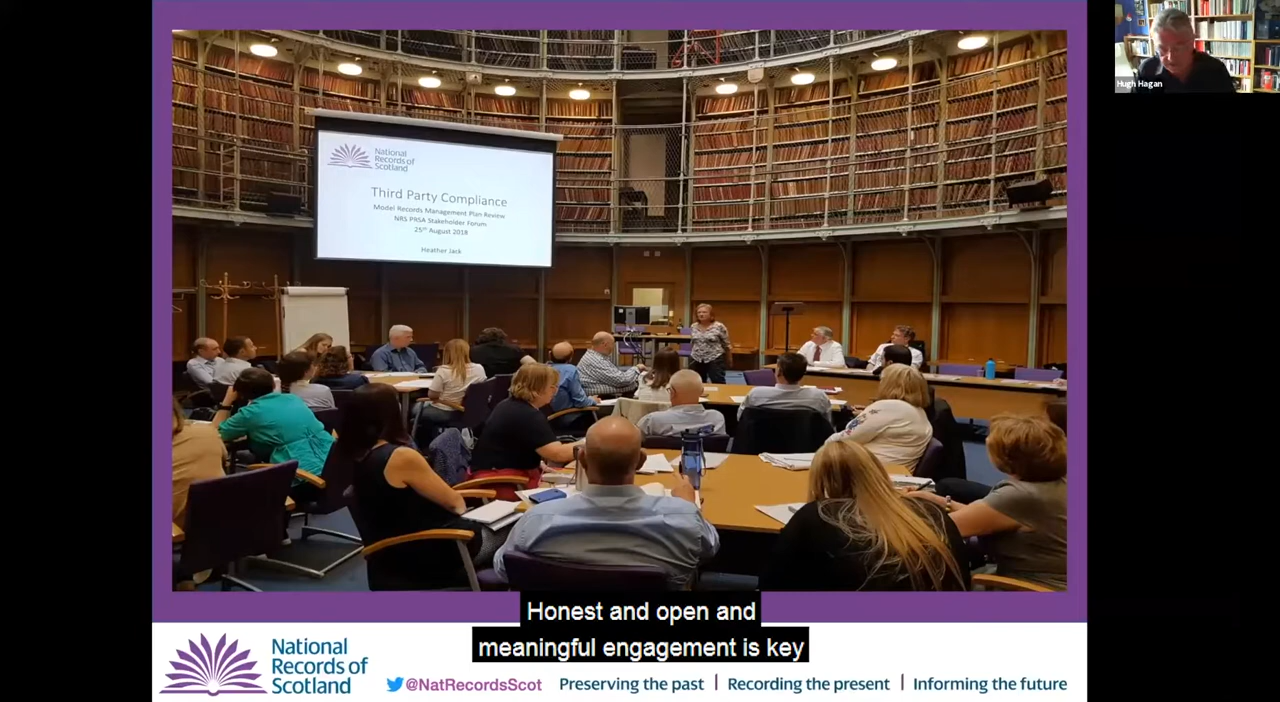 Hugh Hagan
National
Records of
Scotland
Third Party Compliance
Model Records Management Plan Review
NRS PRSA Stakeholder Forum
25th August 2018
Heather Jack
Honest and open and
meaningful engagement is key
National
Records of
Scotland
@NatRecordsScot
Preserving the past | Recording the present | Informing the future